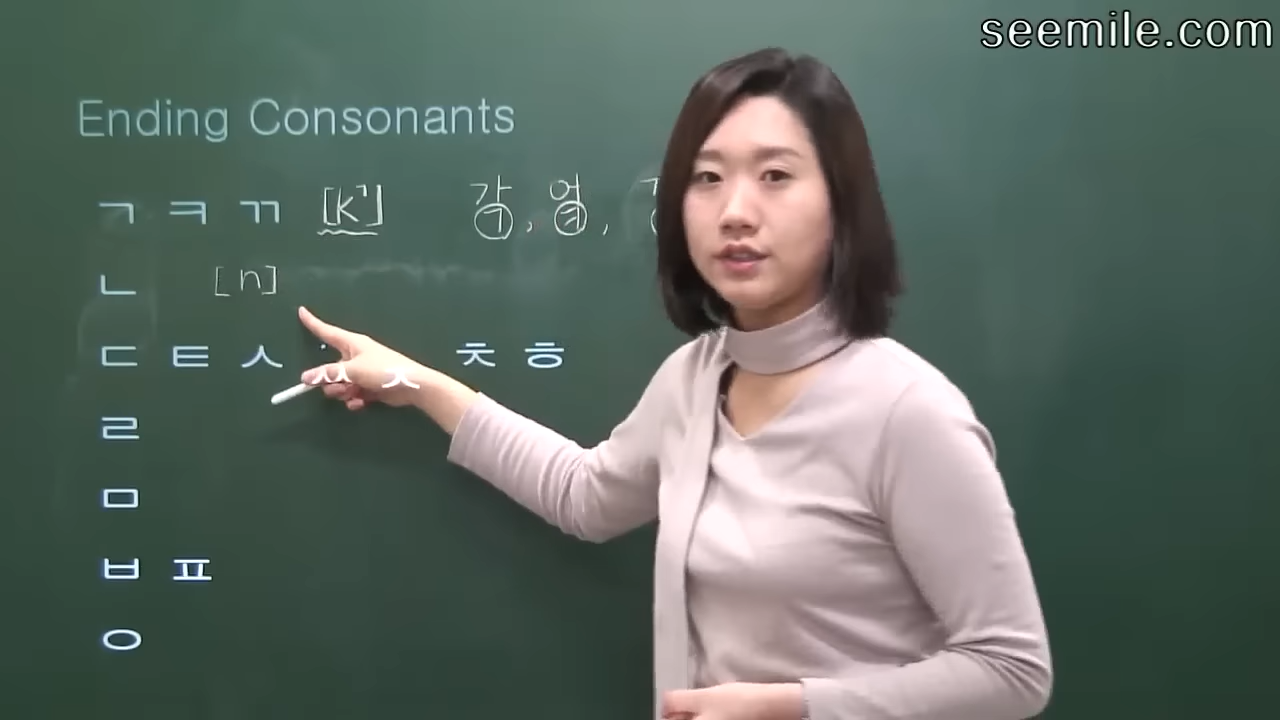 seemile.com
Ending Consonants
ㄱ ㅋ ㄲ [k̚] 각, 엌,
ㄴ [n]
ㄷ ㅌ ㅅ ㅆ ㅈ ㅊ ㅎ
ㄹ
ㅁ
ㅂ ㅍ
ㅇ